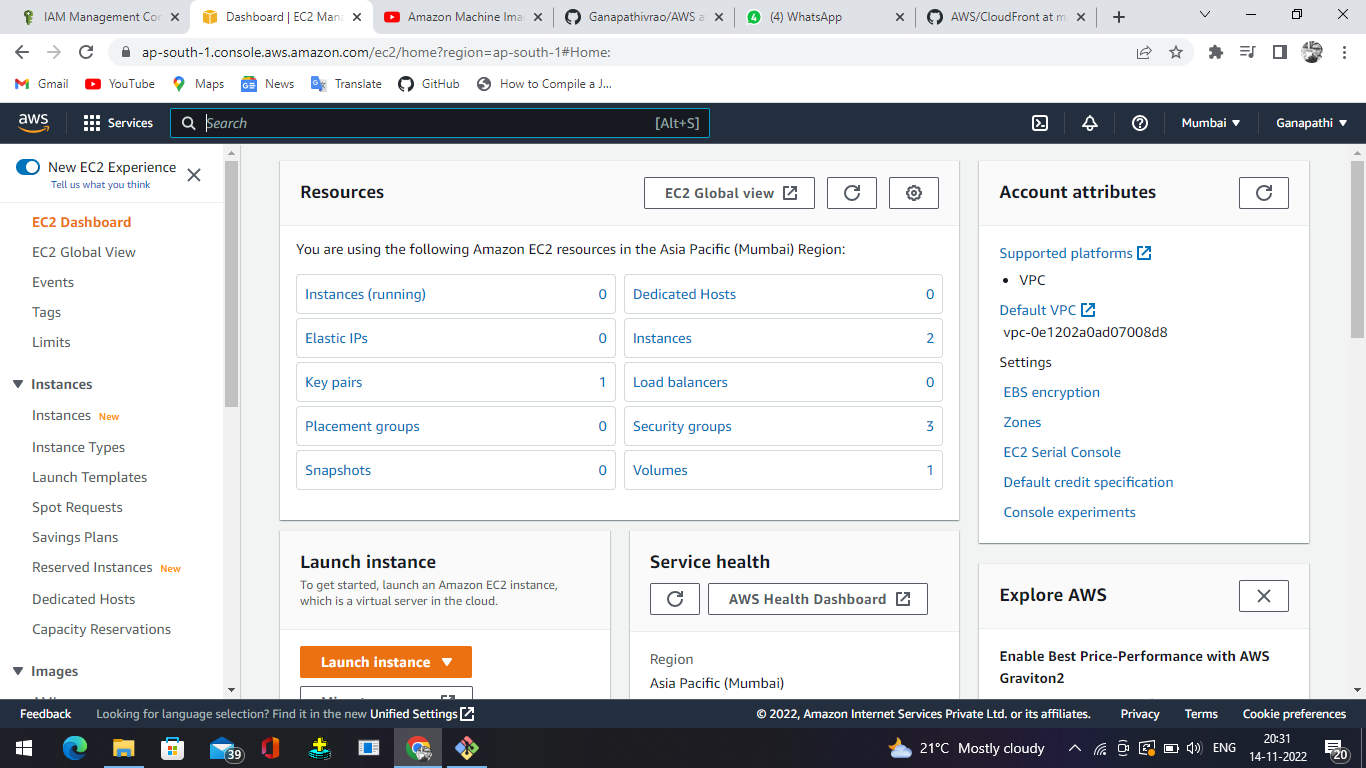 IAM Management Cor
Dashboard | EC2 Mana
Amazon Machine Ima
Ganapathivrao/AWS a
(4) WhatsApp
AWS/CloudFront at m
ap-south-1.console.aws.amazon.com/ec2/home?region=ap-south-1#Home:
Gmail
YouTube
Maps
News
Translate
GitHub
How to Compile a J...
aws
Services
Search
[Alt+S]
Mumbai
Ganapathi
New EC2 Experience
Tell us what you think
EC2 Dashboard
EC2 Global View
Events
Tags
Limits
Instances
Instances New
Instance Types
Launch Templates
Spot Requests
Savings Plans
Reserved Instances New
Dedicated Hosts
Capacity Reservations
Images
Resources
EC2 Global view
You are using the following Amazon EC2 resources in the Asia Pacific (Mumbai) Region:
Instances (running) 0
Dedicated Hosts 0
Elastic IPs 0
Instances 2
Key pairs 1
Load balancers 0
Placement groups 0
Security groups 3
Snapshots 0
Volumes 1
Launch instance
To get started, launch an Amazon EC2 instance,
which is a virtual server in the cloud.
Launch instance
Service health
AWS Health Dashboard
Region
Asia Pacific (Mumbai)
Account attributes
Supported platforms
• VPC
Default VPC
vpc-0e1202a0ad07008d8
Settings
EBS encryption
Zones
EC2 Serial Console
Default credit specification
Console experiments
Explore AWS
Enable Best Price-Performance with AWS
Graviton2
Feedback
Looking for language selection? Find it in the new Unified Settings
© 2022, Amazon Internet Services Private Ltd. or its affiliates.
Privacy
Terms
Cookie preferences
39
21°C Mostly cloudy
ENG
20:31
14-11-2022
20